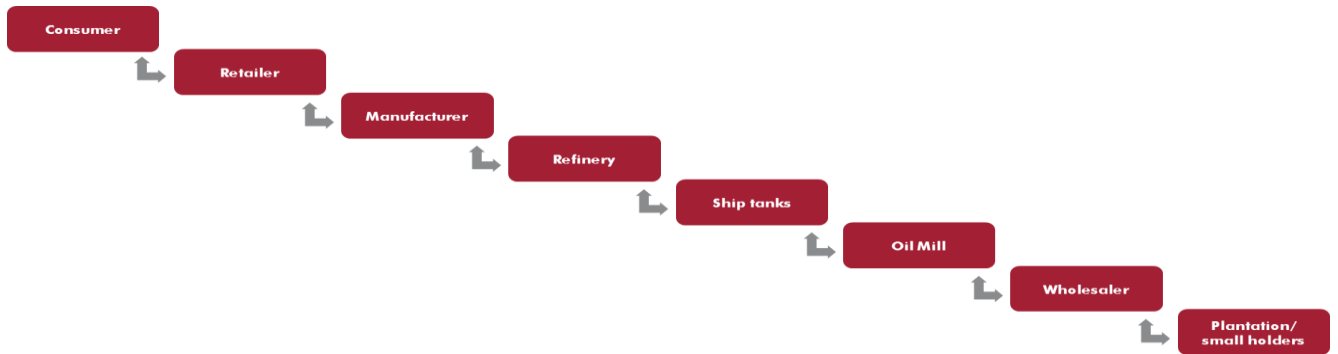 Consumer
Retailer
Manufacturer
Refinery
Ship tanks
Oil Mill
Wholesaler
Plantation/
small holders